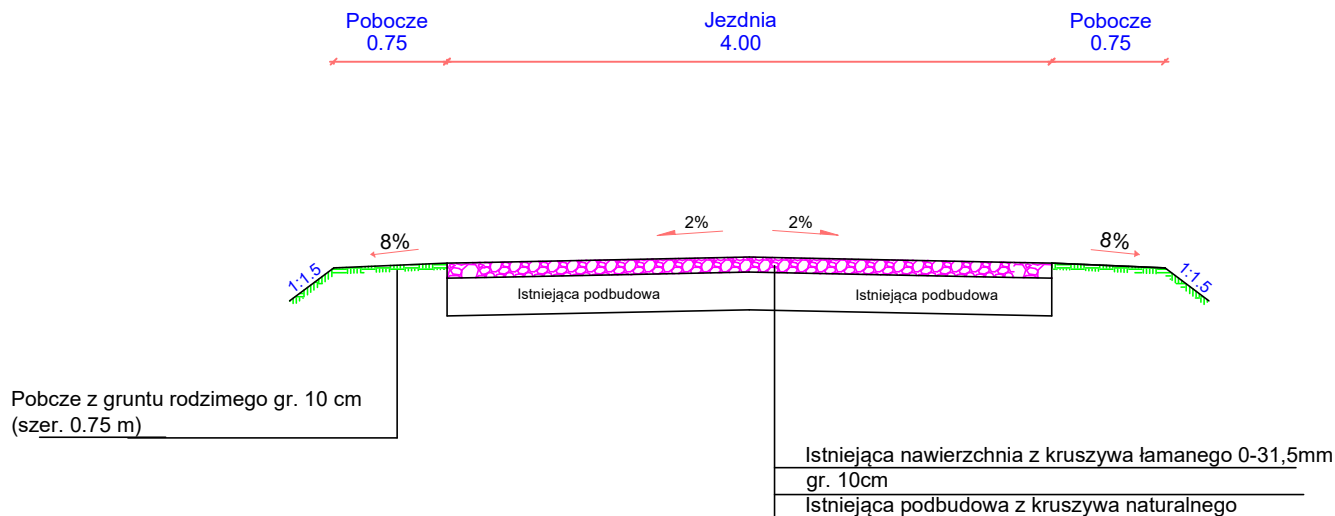 Pobocze
0.75
Jezdnia
4.00
Pobocze
0.75
2%
2%
8%
8%
1:1.5
1:1.5
Istniejąca podbudowa
Istniejąca podbudowa
Pobcze z gruntu rodzimego gr. 10 cm
(szer. 0.75 m)
Istniejąca nawierzchnia z kruszywa łamanego 0-31,5mm
gr. 10cm
Istniejąca podbudowa z kruszywa naturalnego